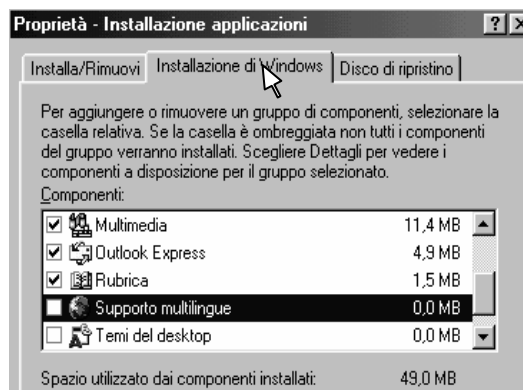 Proprietà - Installazione applicazioni
Installa/Rimuovi Installazione di Windows Disco di ripristino
Per aggiungere o rimuovere un gruppo di componenti, selezionare la
casella relativa. Se la casella è ombreggiata non tutti i componenti
del gruppo verranno installati. Scegliere Dettagli per vedere i
componenti a disposizione per il gruppo selezionato.
Componenti:
Multimedia 11,4 MB
Outlook Express 4,9 MB
Rubrica 1,5 MB
Supporto multilingue 0,0 MB
Temi del desktop 0,0 MB
Spazio utilizzato dai componenti installati: 49,0 MB